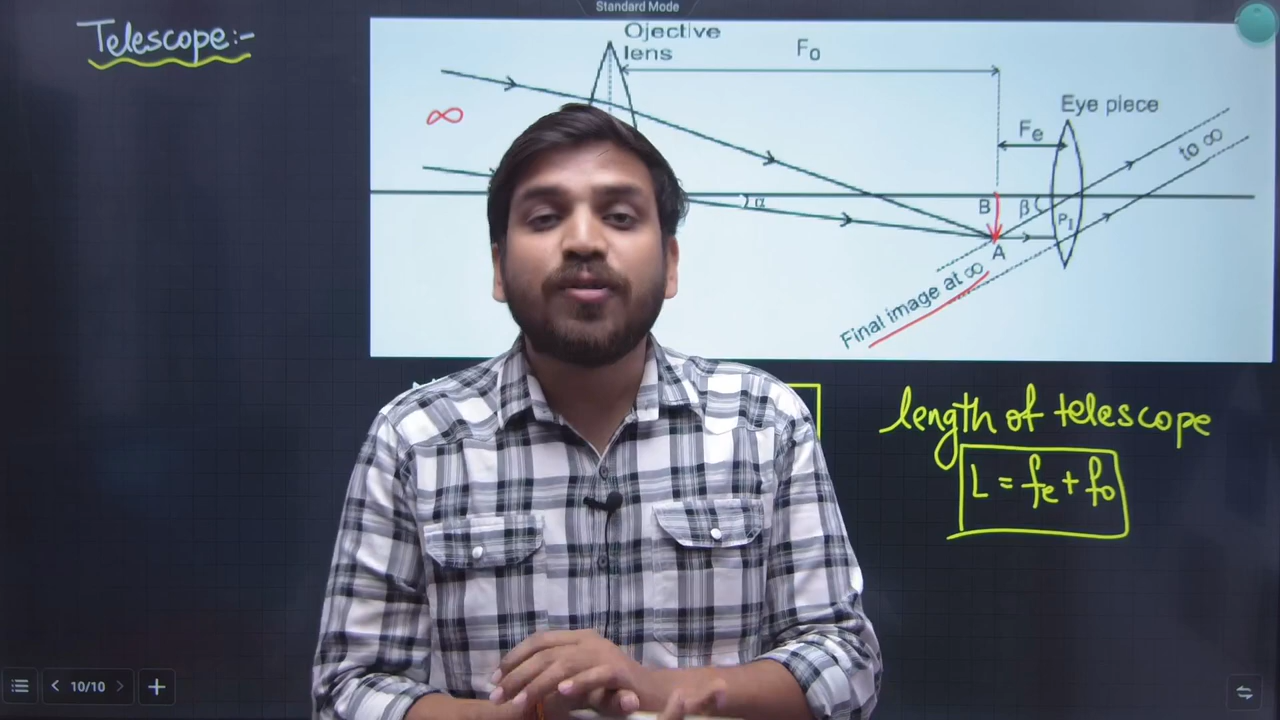 Standard Mode
Telescope:-
Ojective
lens
F₀
∞
Eye piece
Fₑ
to ∞
α
B
β
P₁
A
Final image at ∞
length of telescope
L = fₑ + f₀
10/10